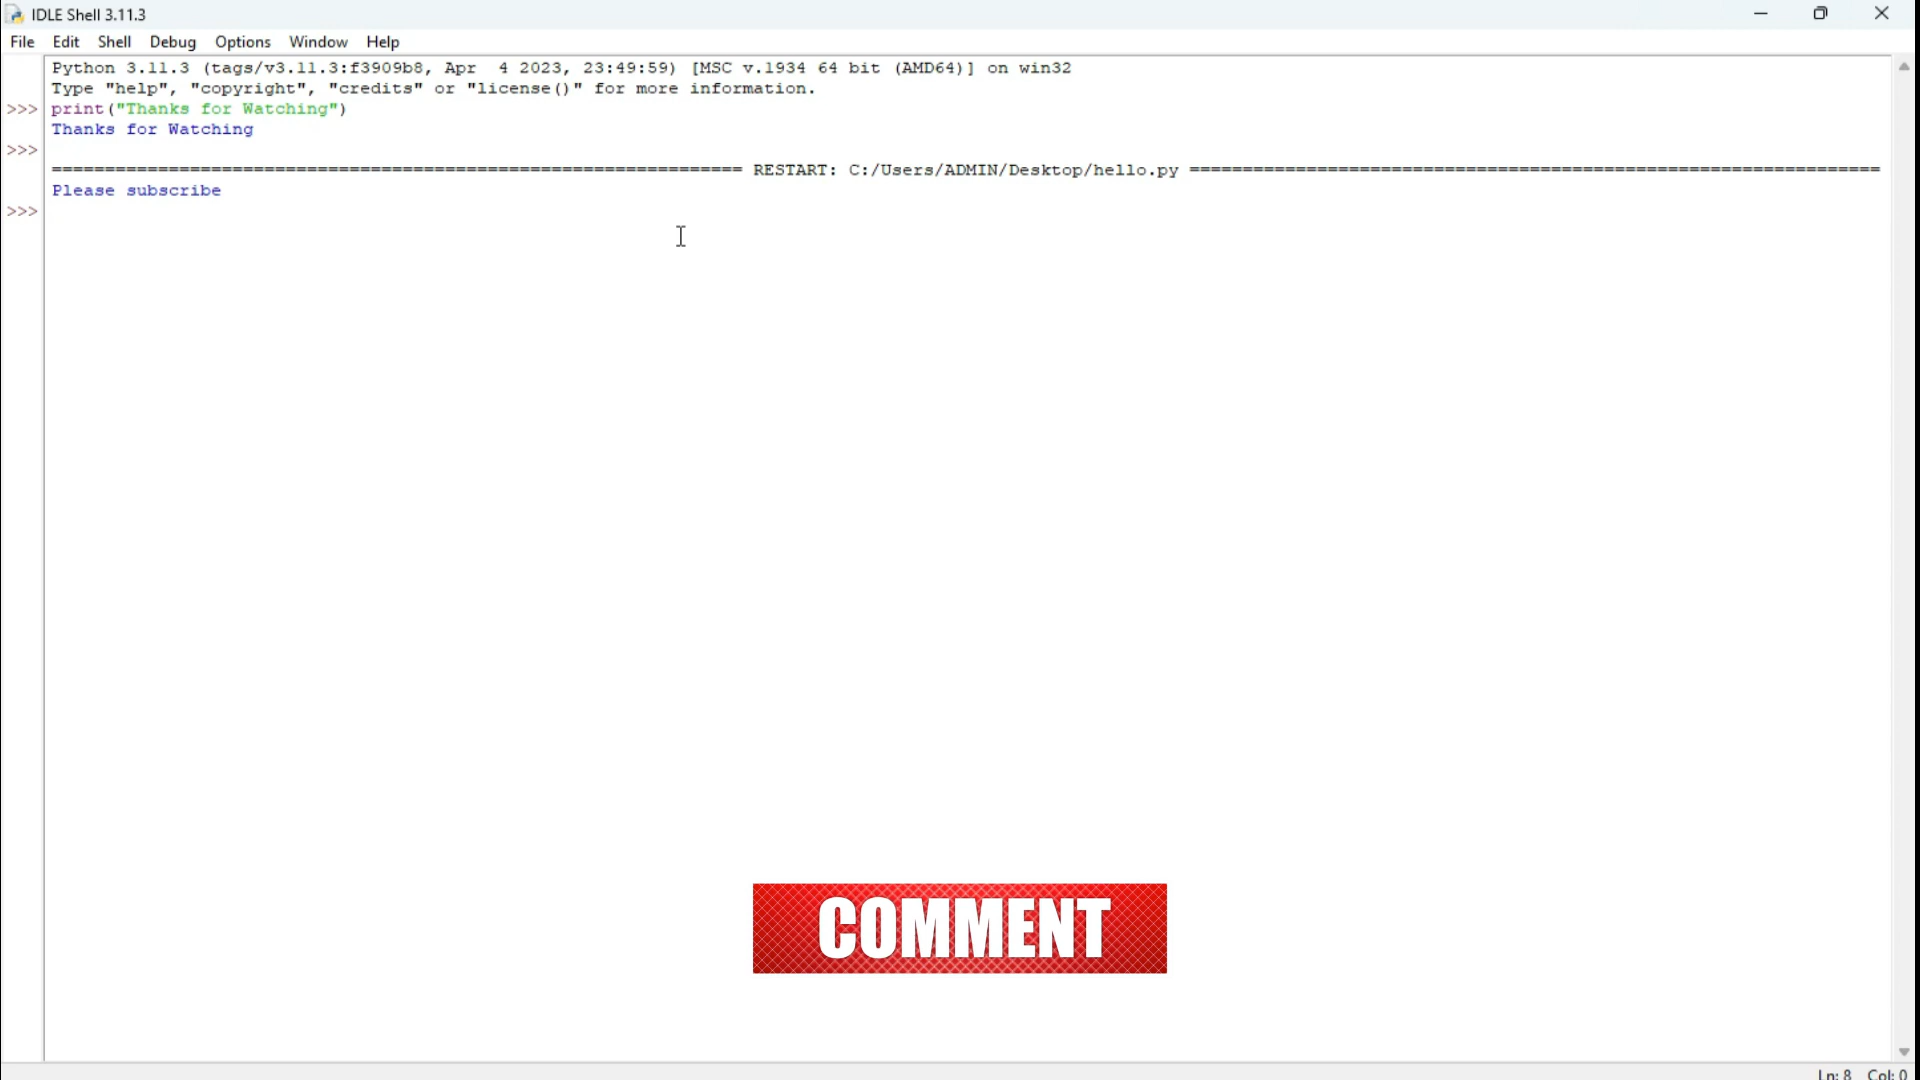 IDLE Shell 3.11.3
File Edit Shell Debug Options Window Help
Python 3.11.3 (tags/v3.11.3:f3909b8, Apr  4 2023, 23:49:59) [MSC v.1934 64 bit (AMD64)] on win32
Type "help", "copyright", "credits" or "license()" for more information.
>>> print("Thanks for Watching")
Thanks for Watching
>>>
================================================================= RESTART: C:/Users/ADMIN/Desktop/hello.py =================================================================
Please subscribe
>>>
COMMENT
Ln: 8 Col: 0